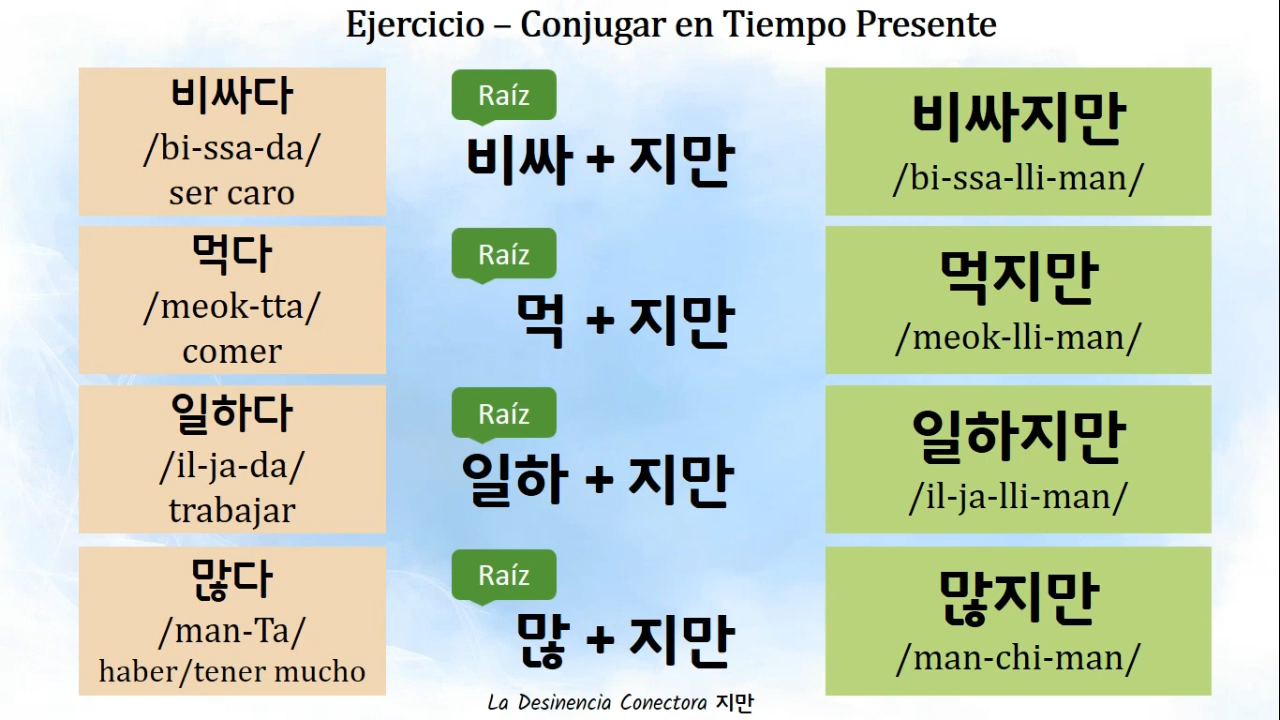 Ejercicio – Conjugar en Tiempo Presente
비싸다
/bi-ssa-da/
ser caro
Raíz
비싸 + 지만
비싸지만
/bi-ssa-lli-man/
먹다
/meok-tta/
comer
Raíz
먹 + 지만
먹지만
/meok-lli-man/
일하다
/il-ja-da/
trabajar
Raíz
일하 + 지만
일하지만
/il-ja-lli-man/
많다
/man-Ta/
haber/tener mucho
Raíz
많 + 지만
많지만
/man-chi-man/
La Desinencia Conectora 지만